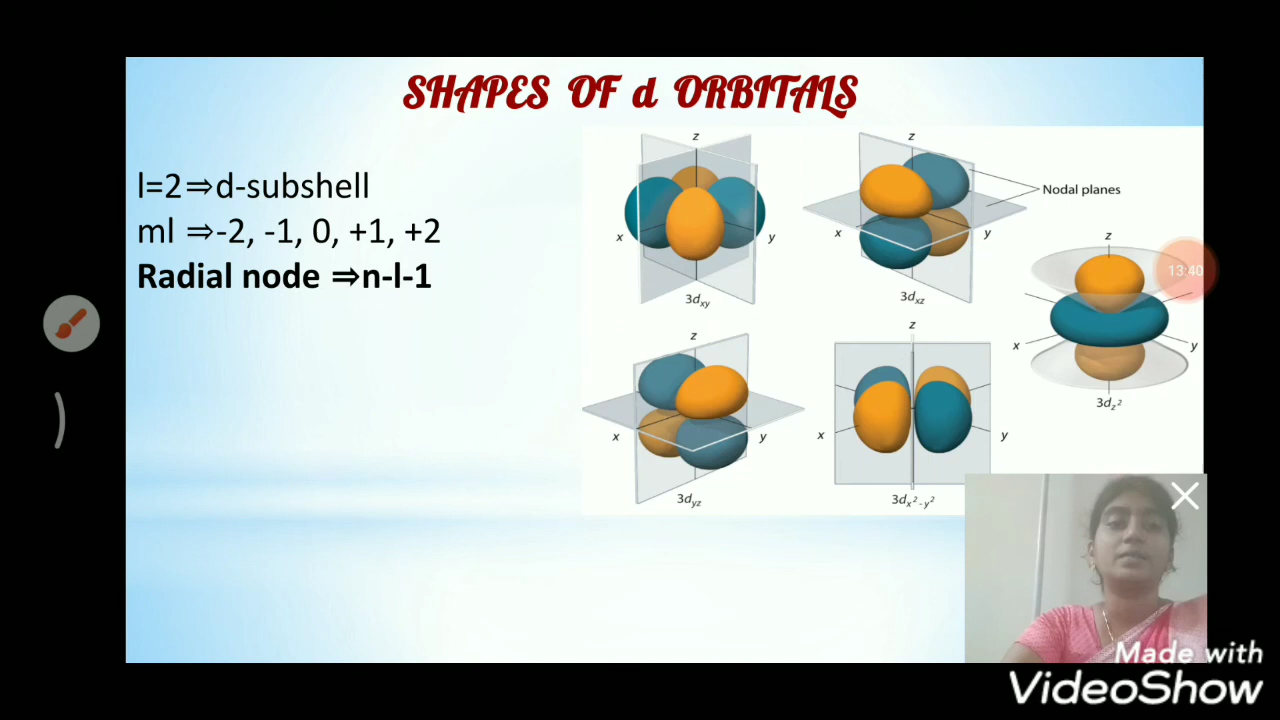 SHAPES OF d ORBITALS
l=2⇒d-subshell
ml ⇒-2, -1, 0, +1, +2
Radial node ⇒n-l-1
z
x
y
3dxy
z
x
y
3dxz
Nodal planes
z
x
y
3dz²
13:40
z
x
y
3dyz
z
x
y
3dx²-y²
Made with
VideoShow